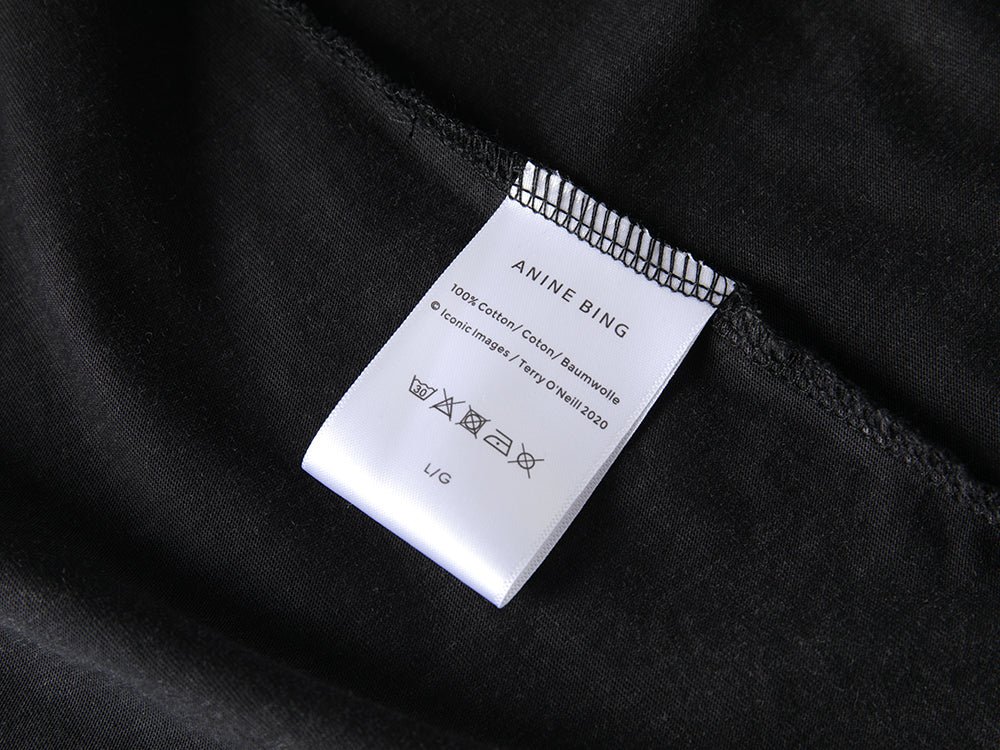 ANINE BING
100% Cotton / Coton / Baumwolle
© Iconic Images / Terry O'Neill 2020
30
L/G